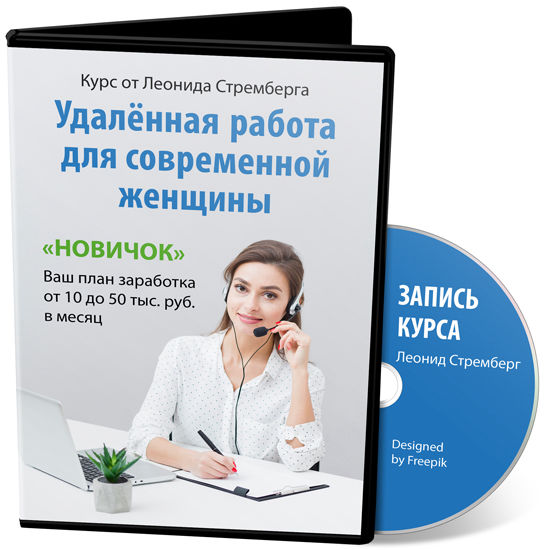 Курс от Леонида Стремберга
Удалённая работа
для современной
женщины
«НОВИЧОК»
Ваш план заработка
от 10 до 50 тыс. руб.
в месяц
ЗАПИСЬ
КУРСА
Леонид Стремберг
Designed
by Freepik